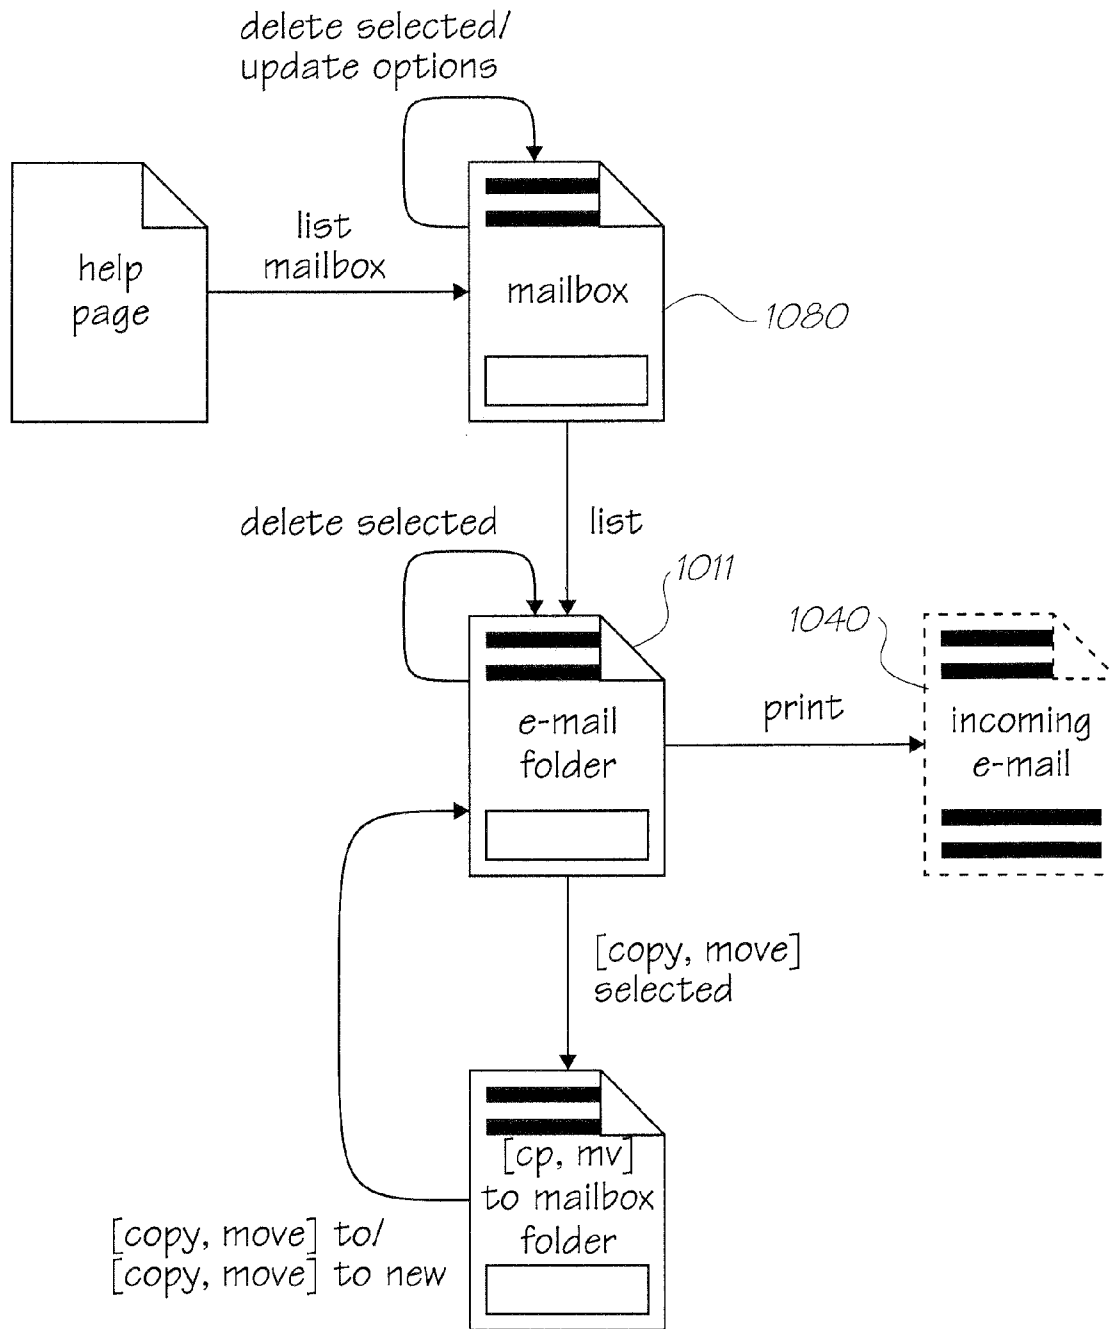 delete selected/
update options
help
page
list
mailbox
mailbox
1080
delete selected
list
1011
1040
e-mail
folder
print
incoming
e-mail
[copy, move]
selected
[cp, mv]
to mailbox
folder
[copy, move] to/
[copy, move] to new